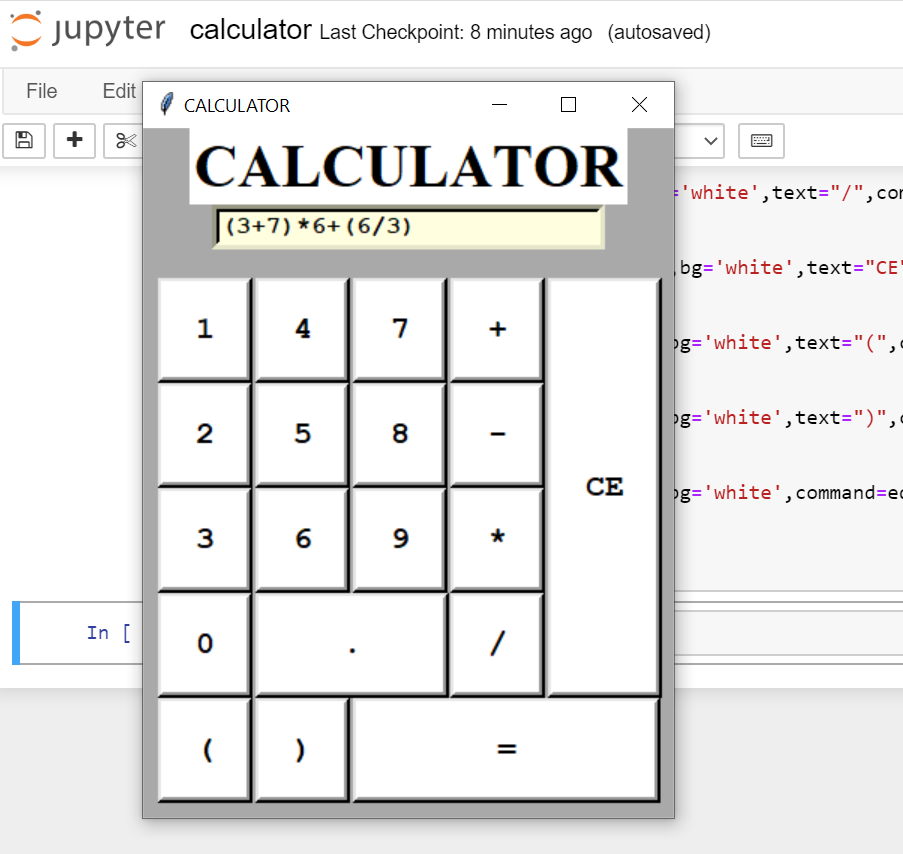 jupyter calculator Last Checkpoint: 8 minutes ago (autosaved)
File Edit
CALCULATOR
CALCULATOR
(3+7)*6+(6/3)
1 4 7 +
2 5 8 -
CE
3 6 9 *
0 . /
( ) =
='white',text="/",co
,bg='white',text="CE"
bg='white',text="(",
bg='white',text=")",
bg='white',command=e
In [